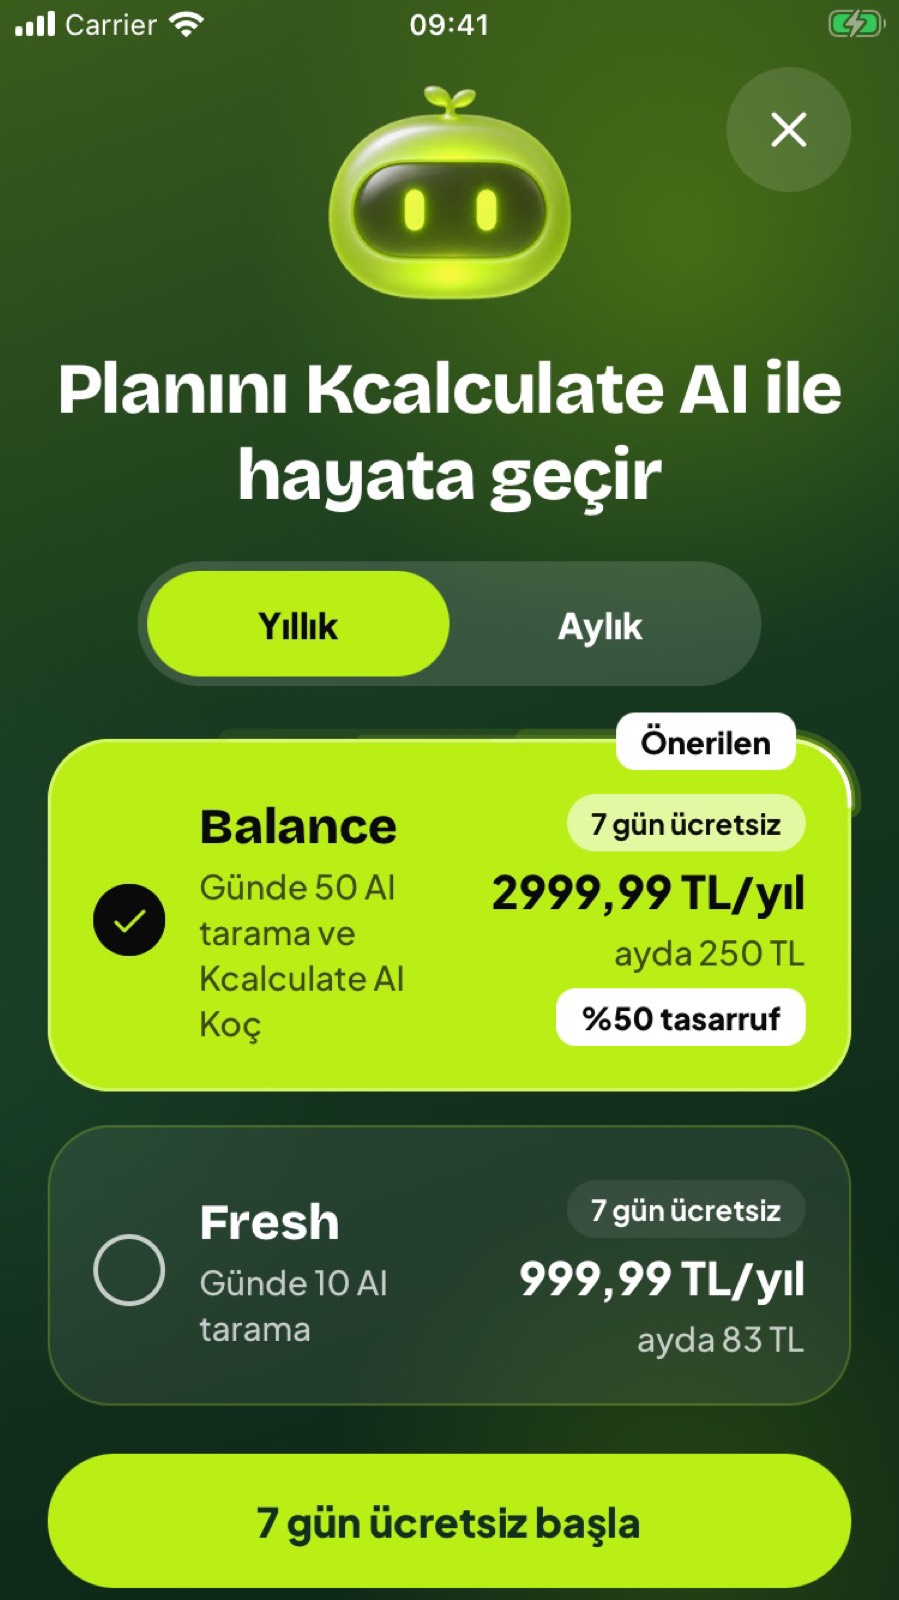 Carrier
09:41
Planını Kcalculate AI ile
hayata geçir
Yıllık
Aylık
Önerilen
Balance
Günde 50 AI
tarama ve
Kcalculate AI
Koç
7 gün ücretsiz
2999,99 TL/yıl
ayda 250 TL
%50 tasarruf
Fresh
Günde 10 AI
tarama
7 gün ücretsiz
999,99 TL/yıl
ayda 83 TL
7 gün ücretsiz başla